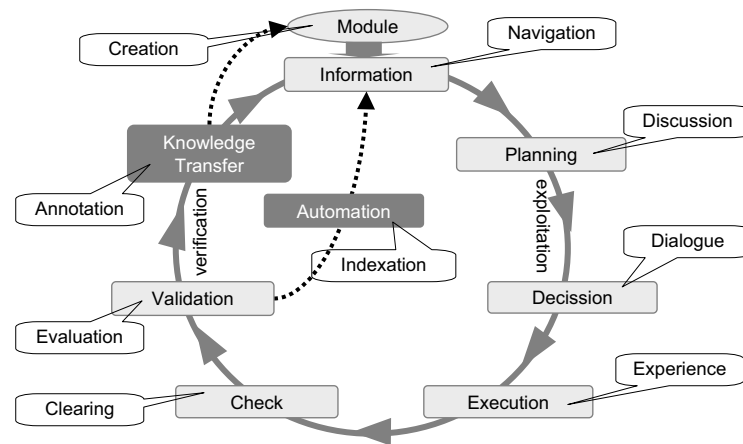 Module
Creation
Navigation
Information
Discussion
Knowledge
Transfer
Planning
Annotation
verification
Automation
exploitation
Indexation
Dialogue
Validation
Decission
Evaluation
Experience
Clearing
Check
Execution